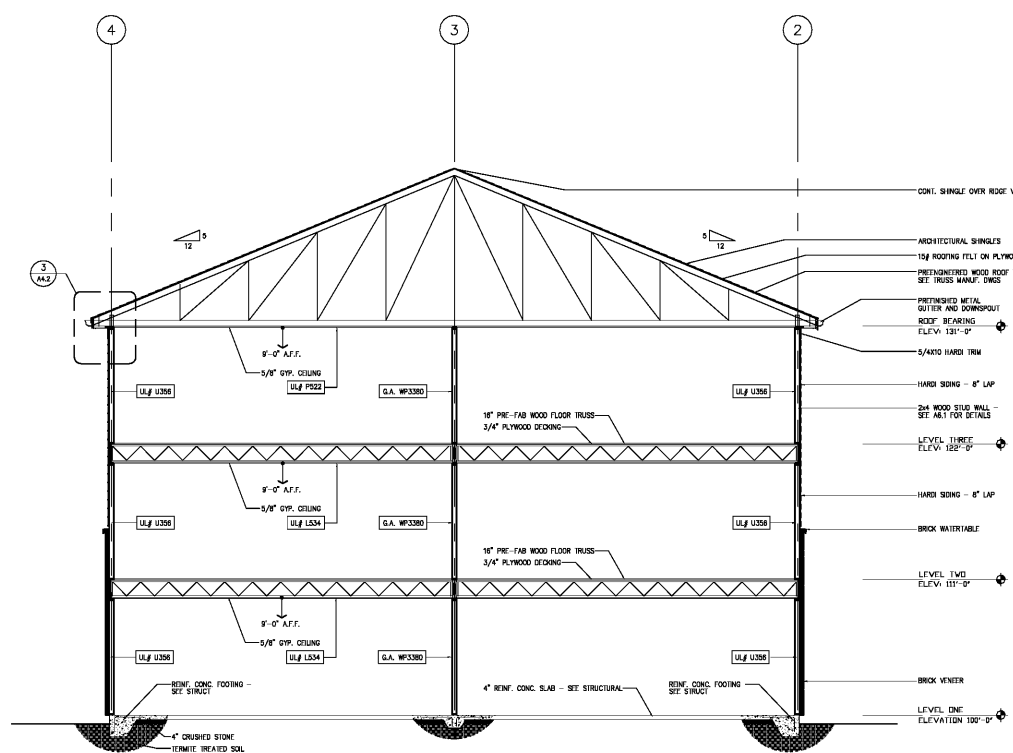 4
3
2
CONT. SHINGLE OVER RIDGE V
5
12
5
12
ARCHITECTURAL SHINGLES
15# ROOFING FELT ON PLYWO
3
A4.2
PREENGINEERED WOOD ROOF
SEE TRUSS MANUF. DWGS
PREFINISHED METAL
GUTTER AND DOWNSPOUT
ROOF BEARING
ELEV: 131'-0"
9'-0" A.F.F.
5/8" GYP. CEILING
5/4X10 HARDI TRIM
UL# U356
UL# P522
G.A. WP3380
UL# U356
HARDI SIDING - 8" LAP
16" PRE-FAB WOOD FLOOR TRUSS
3/4" PLYWOOD DECKING
2x4 WOOD STUD WALL -
SEE A6.1 FOR DETAILS
LEVEL THREE
ELEV: 122'-0"
9'-0" A.F.F.
5/8" GYP. CEILING
HARDI SIDING - 8" LAP
UL# U356
UL# L534
G.A. WP3380
UL# U356
BRICK WATERTABLE
16" PRE-FAB WOOD FLOOR TRUSS
3/4" PLYWOOD DECKING
LEVEL TWO
ELEV: 111'-0"
9'-0" A.F.F.
5/8" GYP. CEILING
UL# U356
UL# L534
G.A. WP3380
UL# U356
REINF. CONC. FOOTING -
SEE STRUCT
4" REINF. CONC. SLAB - SEE STRUCTURAL
REINF. CONC. FOOTING
SEE STRUCT
BRICK VENEER
LEVEL ONE
ELEVATION 100'-0"
4" CRUSHED STONE
TERMITE TREATED SOIL